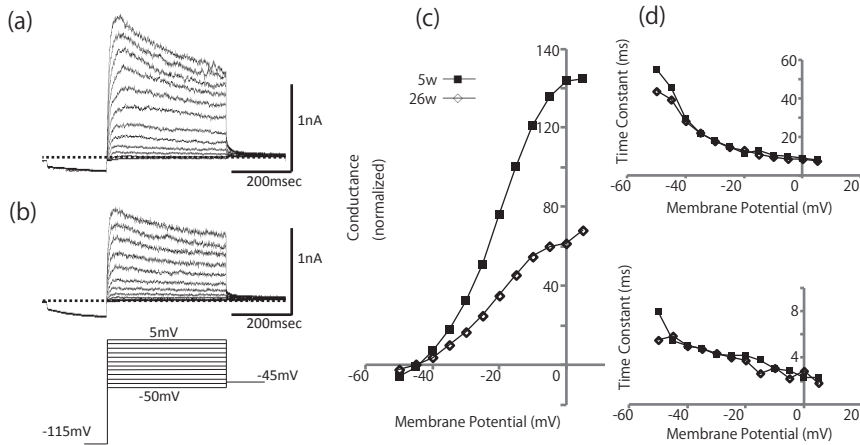 (a)
1nA
200msec
(b)
1nA
200msec
5mV
-50mV
-45mV
-115mV
(c)
5w
26w
140
120
80
40
-60
-40
-20
0
20
Conductance
(normalized)
Membrane Potential (mV)
(d)
Time Constant (ms)
60
40
20
-60
-40
-20
0
20
Membrane Potential (mV)
Time Constant (ms)
8
4
-60
-40
-20
0
20
Membrane Potential (mV)